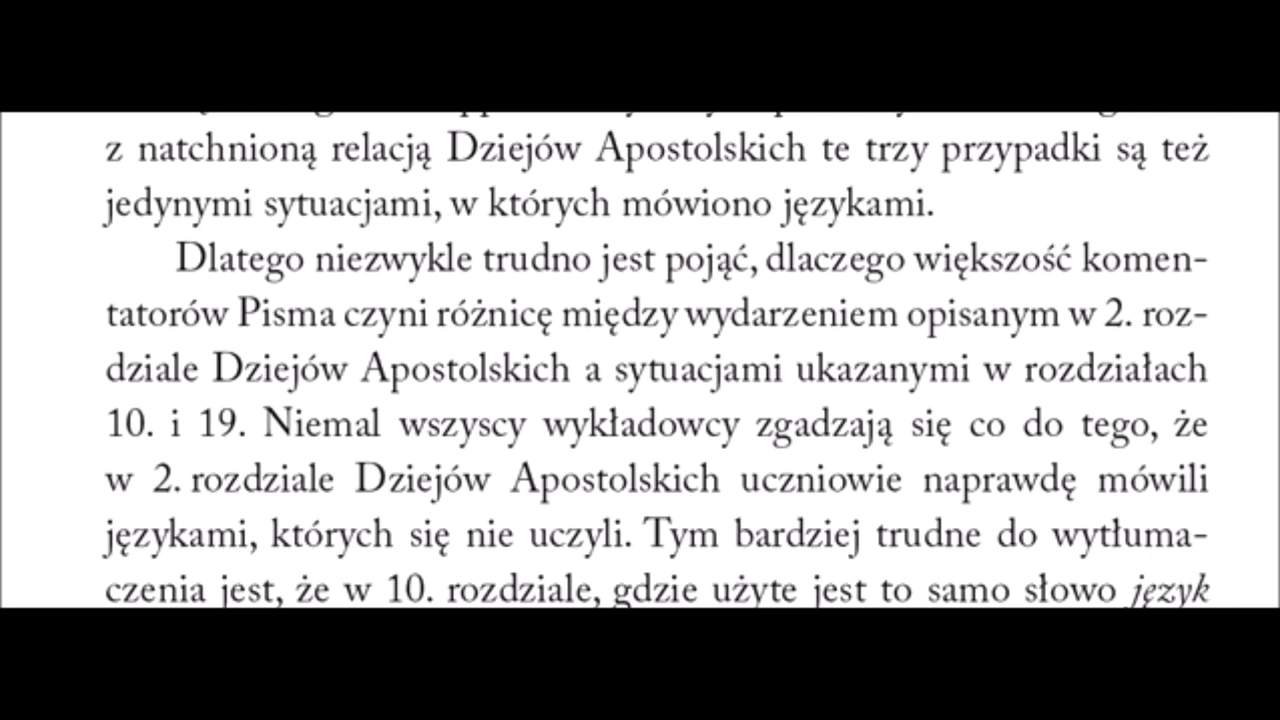 z natchnioną relacją Dziejów Apostolskich te trzy przypadki są też
jedynymi sytuacjami, w których mówiono językami.
Dlatego niezwykle trudno jest pojąć, dlaczego większość komen-
tatorów Pisma czyni różnicę między wydarzeniem opisanym w 2. roz-
dziale Dziejów Apostolskich a sytuacjami ukazanymi w rozdziałach
10. i 19. Niemal wszyscy wykładowcy zgadzają się co do tego, że
w 2. rozdziale Dziejów Apostolskich uczniowie naprawdę mówili
językami, których się nie uczyli. Tym bardziej trudne do wytłuma-
czenia jest, że w 10. rozdziale, gdzie użyte jest to samo słowo język